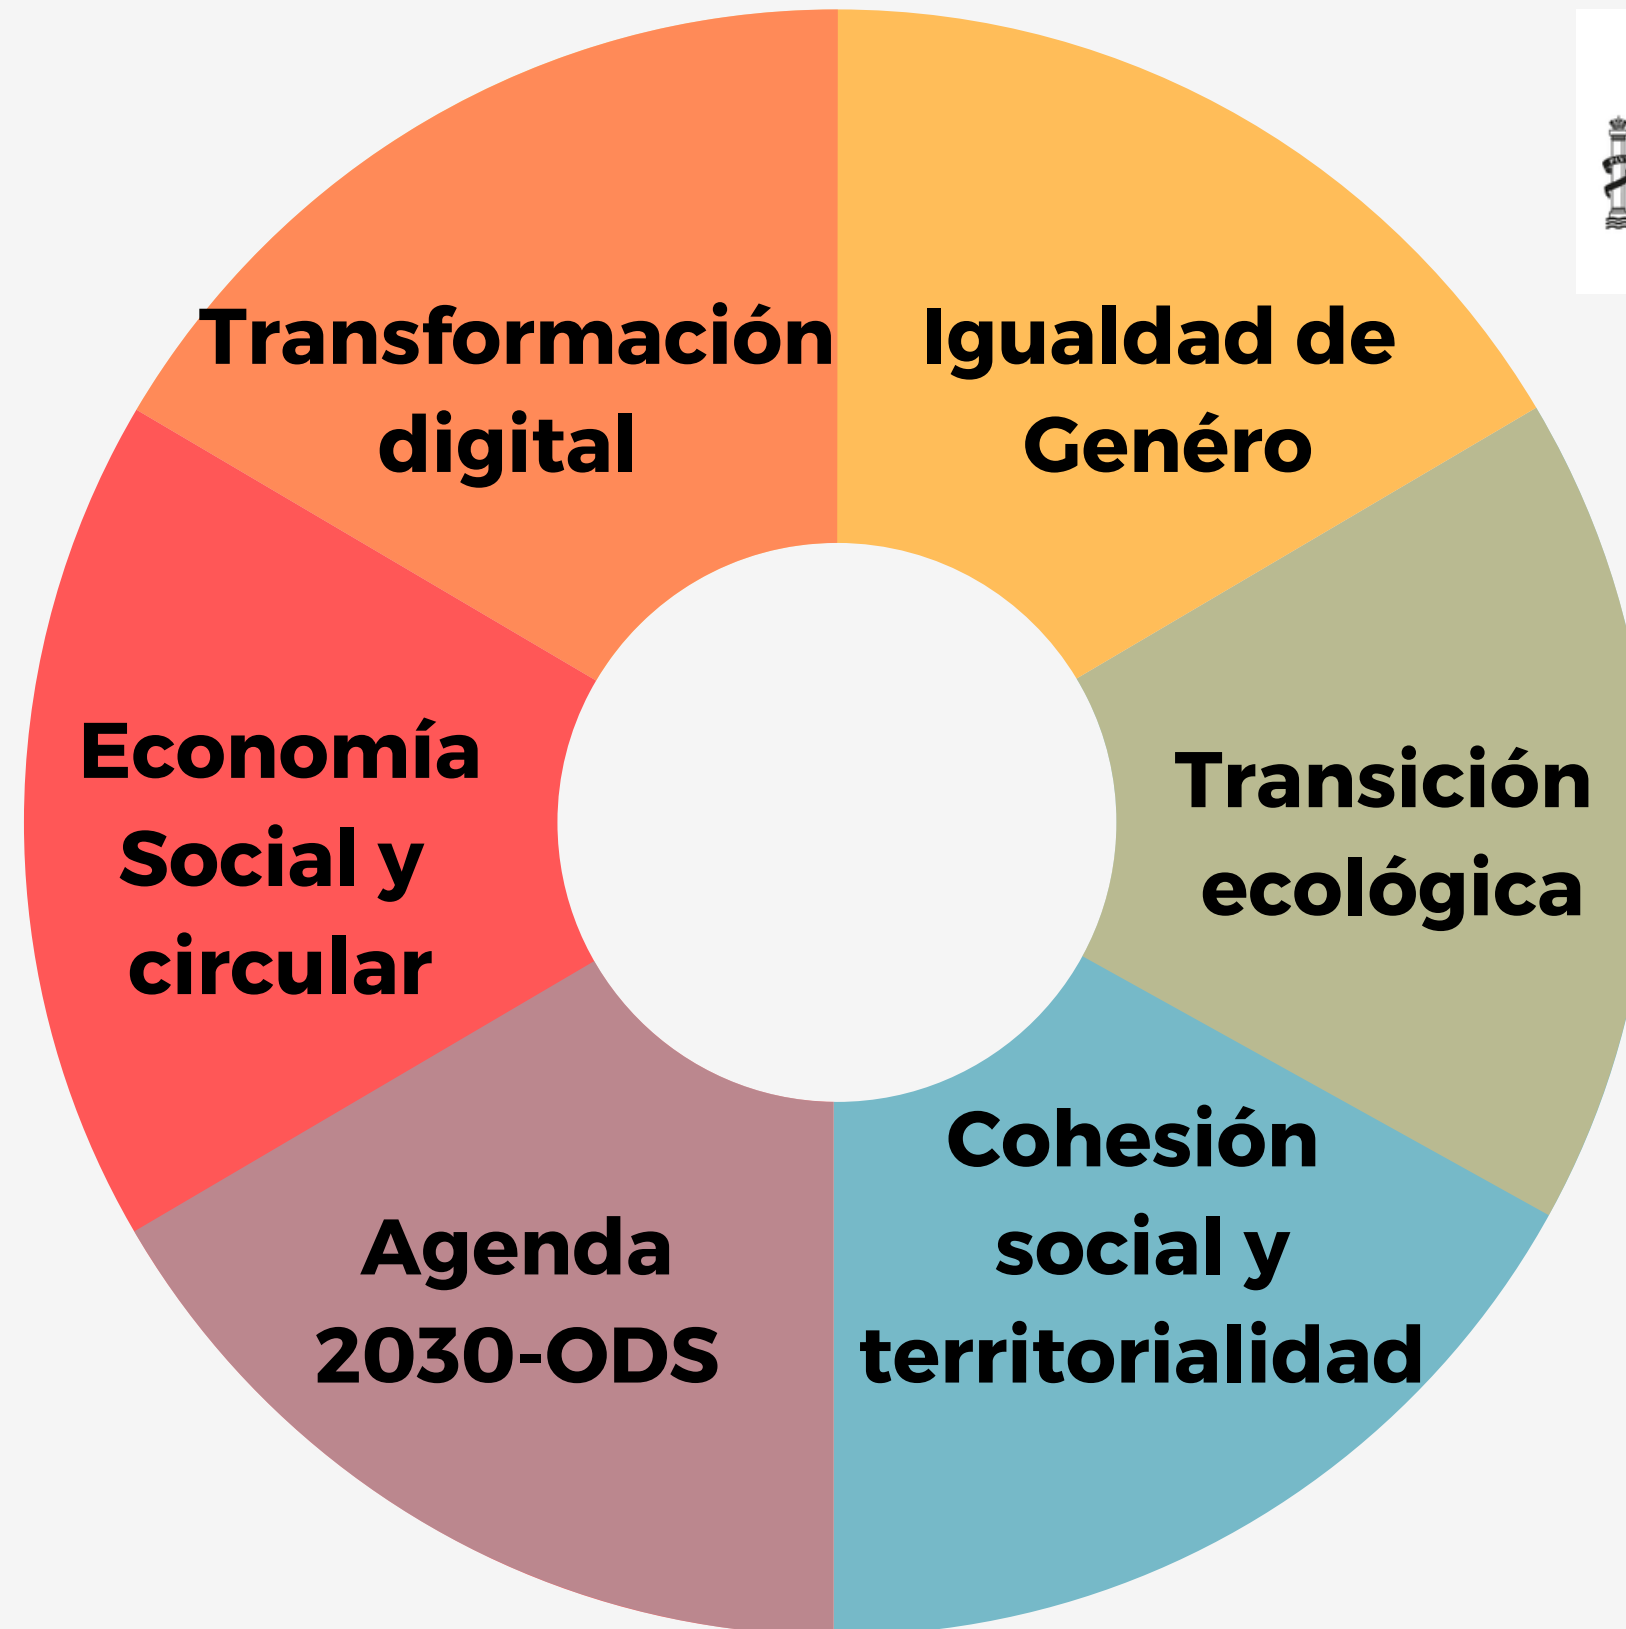 Transformación
digital
Igualdad de
Genéro
Economía
Social y
circular
Transición
ecológica
Agenda
2030-ODS
Cohesión
social y
territorialidad